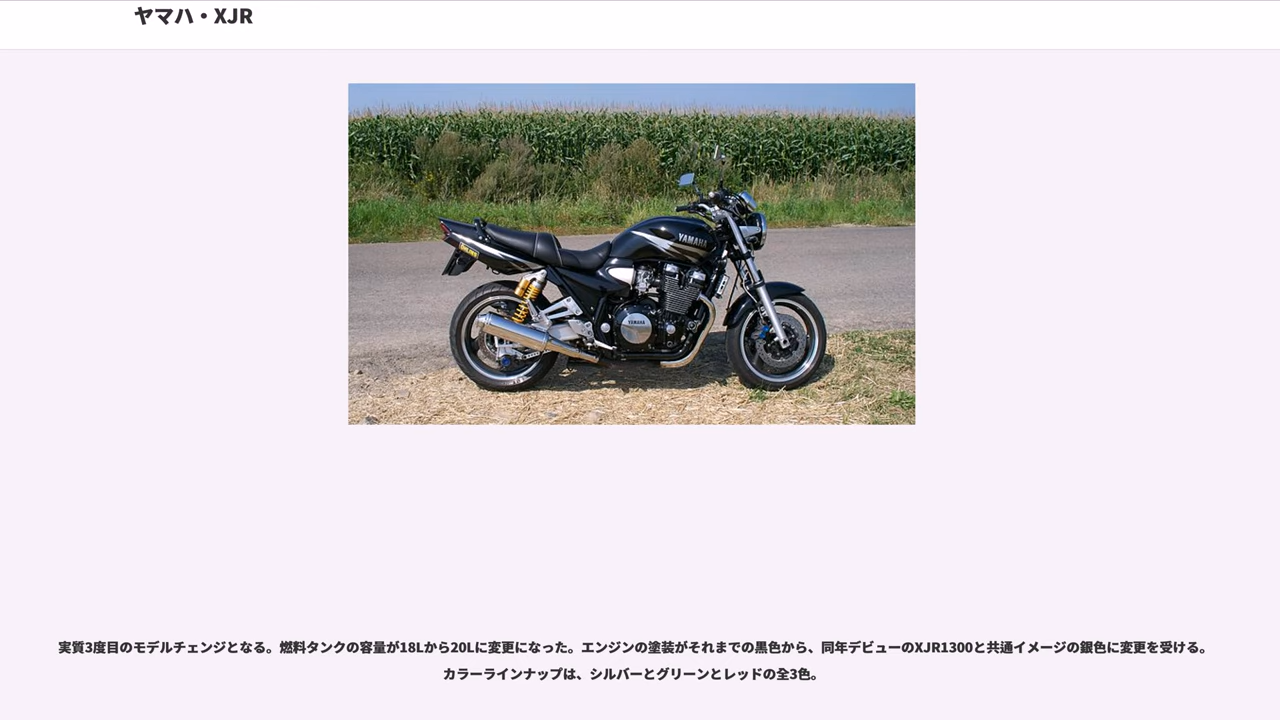 ヤマハ・XJR
YAMAHA
YAMAHA
実質3度目のモデルチェンジとなる。燃料タンクの容量が18Lから20Lに変更になった。エンジンの塗装がそれまでの黒色から、同年デビューのXJR1300と共通イメージの銀色に変更を受ける。
カラーラインナップは、シルバーとグリーンとレッドの全3色。